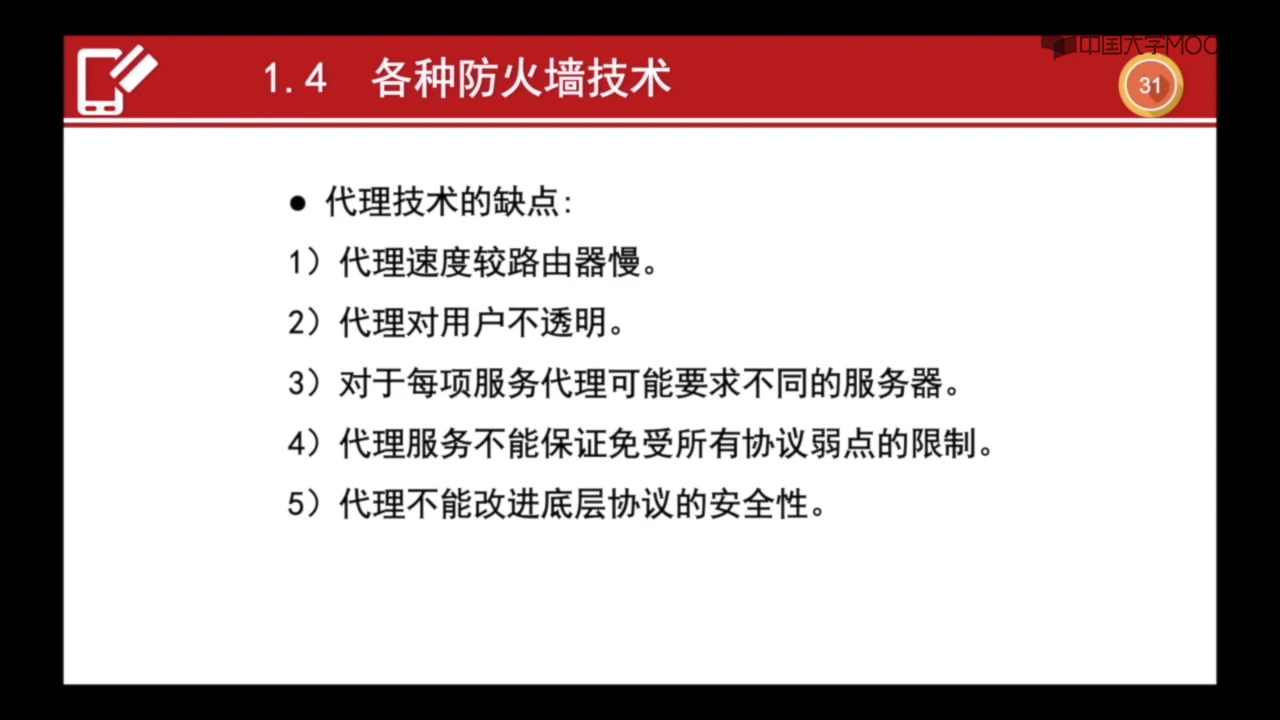 中国大学MOO
1.4 各种防火墙技术
31
● 代理技术的缺点:
1）代理速度较路由器慢。
2）代理对用户不透明。
3）对于每项服务代理可能要求不同的服务器。
4）代理服务不能保证免受所有协议弱点的限制。
5）代理不能改进底层协议的安全性。